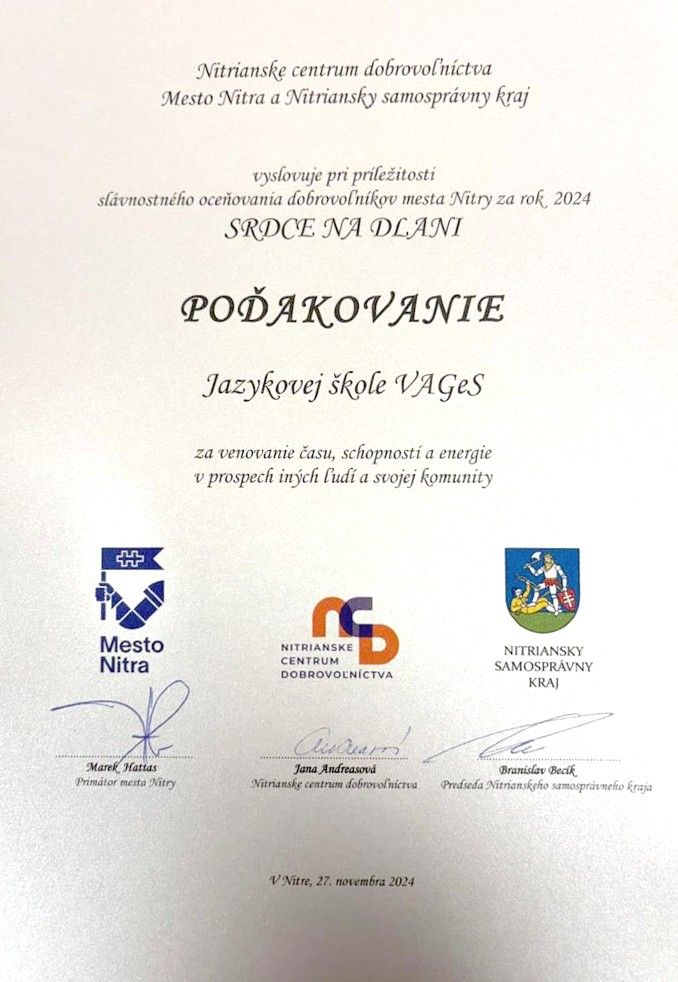 Nitrianske centrum dobrovoľníctva
Mesto Nitra a Nitriansky samosprávny kraj
vyslovuje pri príležitosti
slávnostného oceňovania dobrovoľníkov mesta Nitry za rok 2024
SRDCE NA DLANI
POĎAKOVANIE
Jazykovej škole VAGeS
za venovanie času, schopností a energie
v prospech iných ľudí a svojej komunity
Mesto
Nitra
ncd
NITRIANSKE
CENTRUM
DOBROVOĽNÍCTVA
NITRIANSKY
SAMOSPRÁVNY
KRAJ
Marek Hattas
Primátor mesta Nitry
Jana Andreasová
Nitrianske centrum dobrovoľníctva
Branislav Becík
Predseda Nitrianskeho samosprávneho kraja
V Nitre, 27. novembra 2024